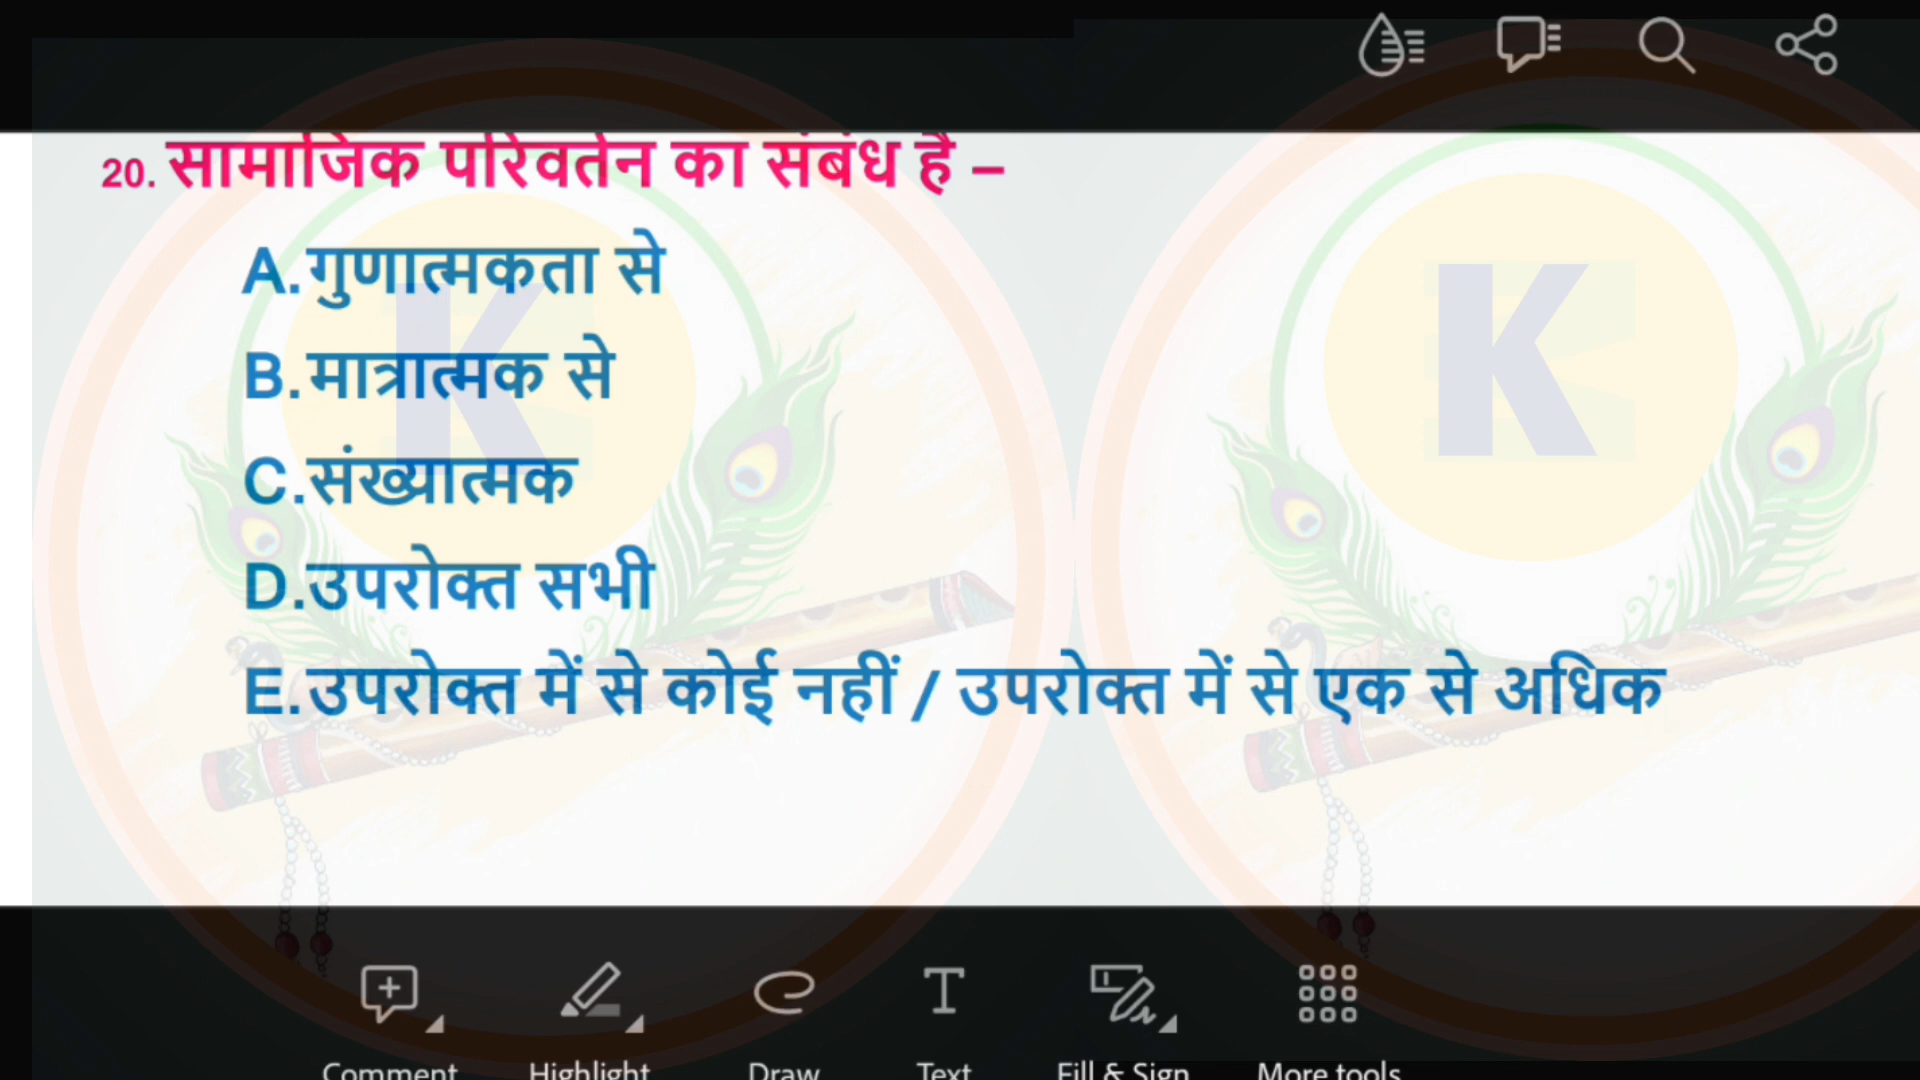 20. सामाजिक परिवर्तन का संबंध है –
A.गुणात्मकता से
B.मात्रात्मक से
C.संख्यात्मक
D.उपरोक्त सभी
E.उपरोक्त में से कोई नहीं / उपरोक्त में से एक से अधिक
K K
Comment Highlight Draw Text Fill & Sign More tools